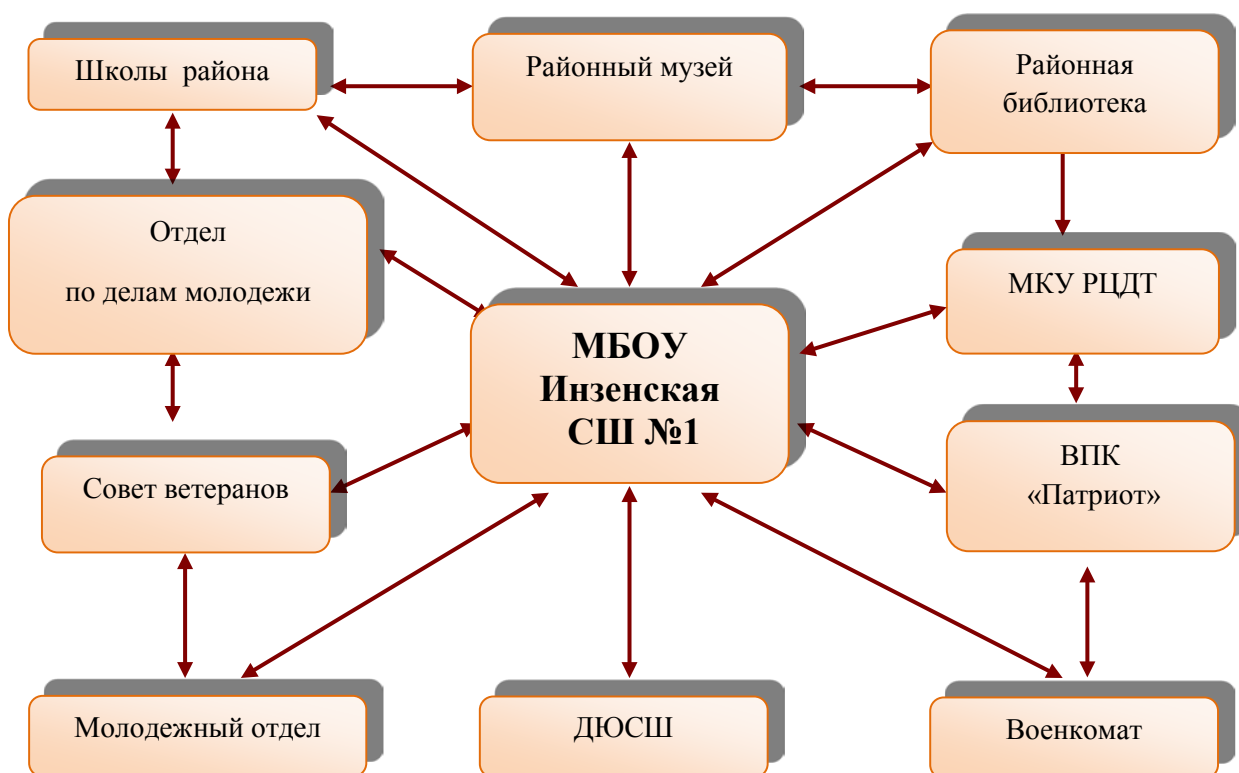 Школы района
Районный музей
Районная
библиотека
Отдел
по делам молодежи
МКУ РЦДТ
МБОУ
Инзенская
СШ №1
Совет ветеранов
ВПК
«Патриот»
Молодежный отдел
ДЮСШ
Военкомат